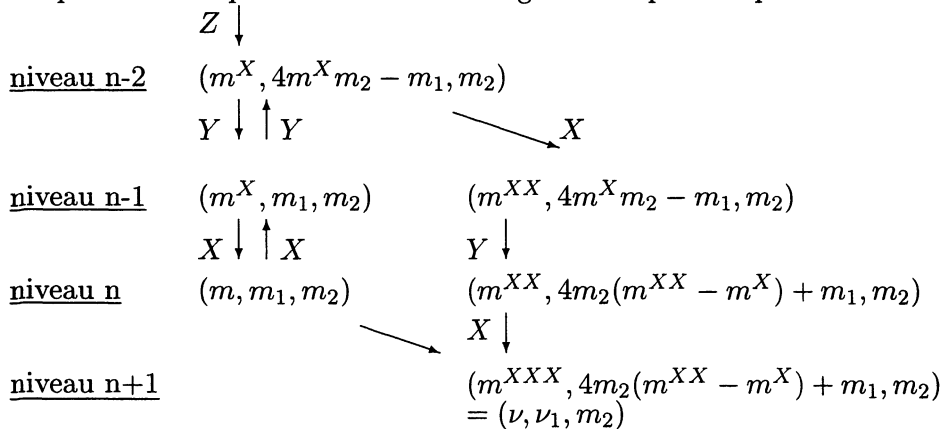 Z
niveau n-2 (m^X, 4m^X m_2 − m_1, m_2)
Y Y X
niveau n-1 (m^X, m_1, m_2) (m^{XX}, 4m^X m_2 − m_1, m_2)
X X Y
niveau n (m, m_1, m_2) (m^{XX}, 4m_2(m^{XX} − m^X) + m_1, m_2)
X
niveau n+1 (m^{XXX}, 4m_2(m^{XX} − m^X) + m_1, m_2)
= (ν, ν_1, m_2)